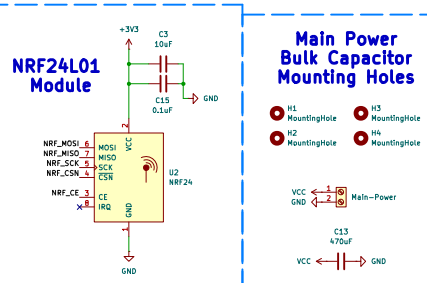 +3V3
C3
10uF
NRF24L01
Module
C15
0.1uF
GND
2
VCC
NRF_MOSI 6 MOSI
NRF_MISO 7 MISO
NRF_SCK 5 SCK
NRF_CSN 4 CSN
NRF_CE 3 CE
8 IRQ
U2
NRF24
GND
1
GND
Main Power
Bulk Capacitor
Mounting Holes
H1
MountingHole
H3
MountingHole
H2
MountingHole
H4
MountingHole
VCC 1
GND 2
Main-Power
C13
470uF
VCC
GND